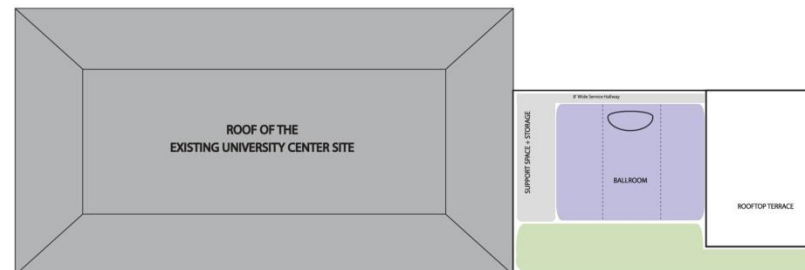 ROOF OF THE
EXISTING UNIVERSITY CENTER SITE
SUPPORT SPACE + STORAGE
8' Wide Service Hallway
BALLROOM
ROOFTOP TERRACE